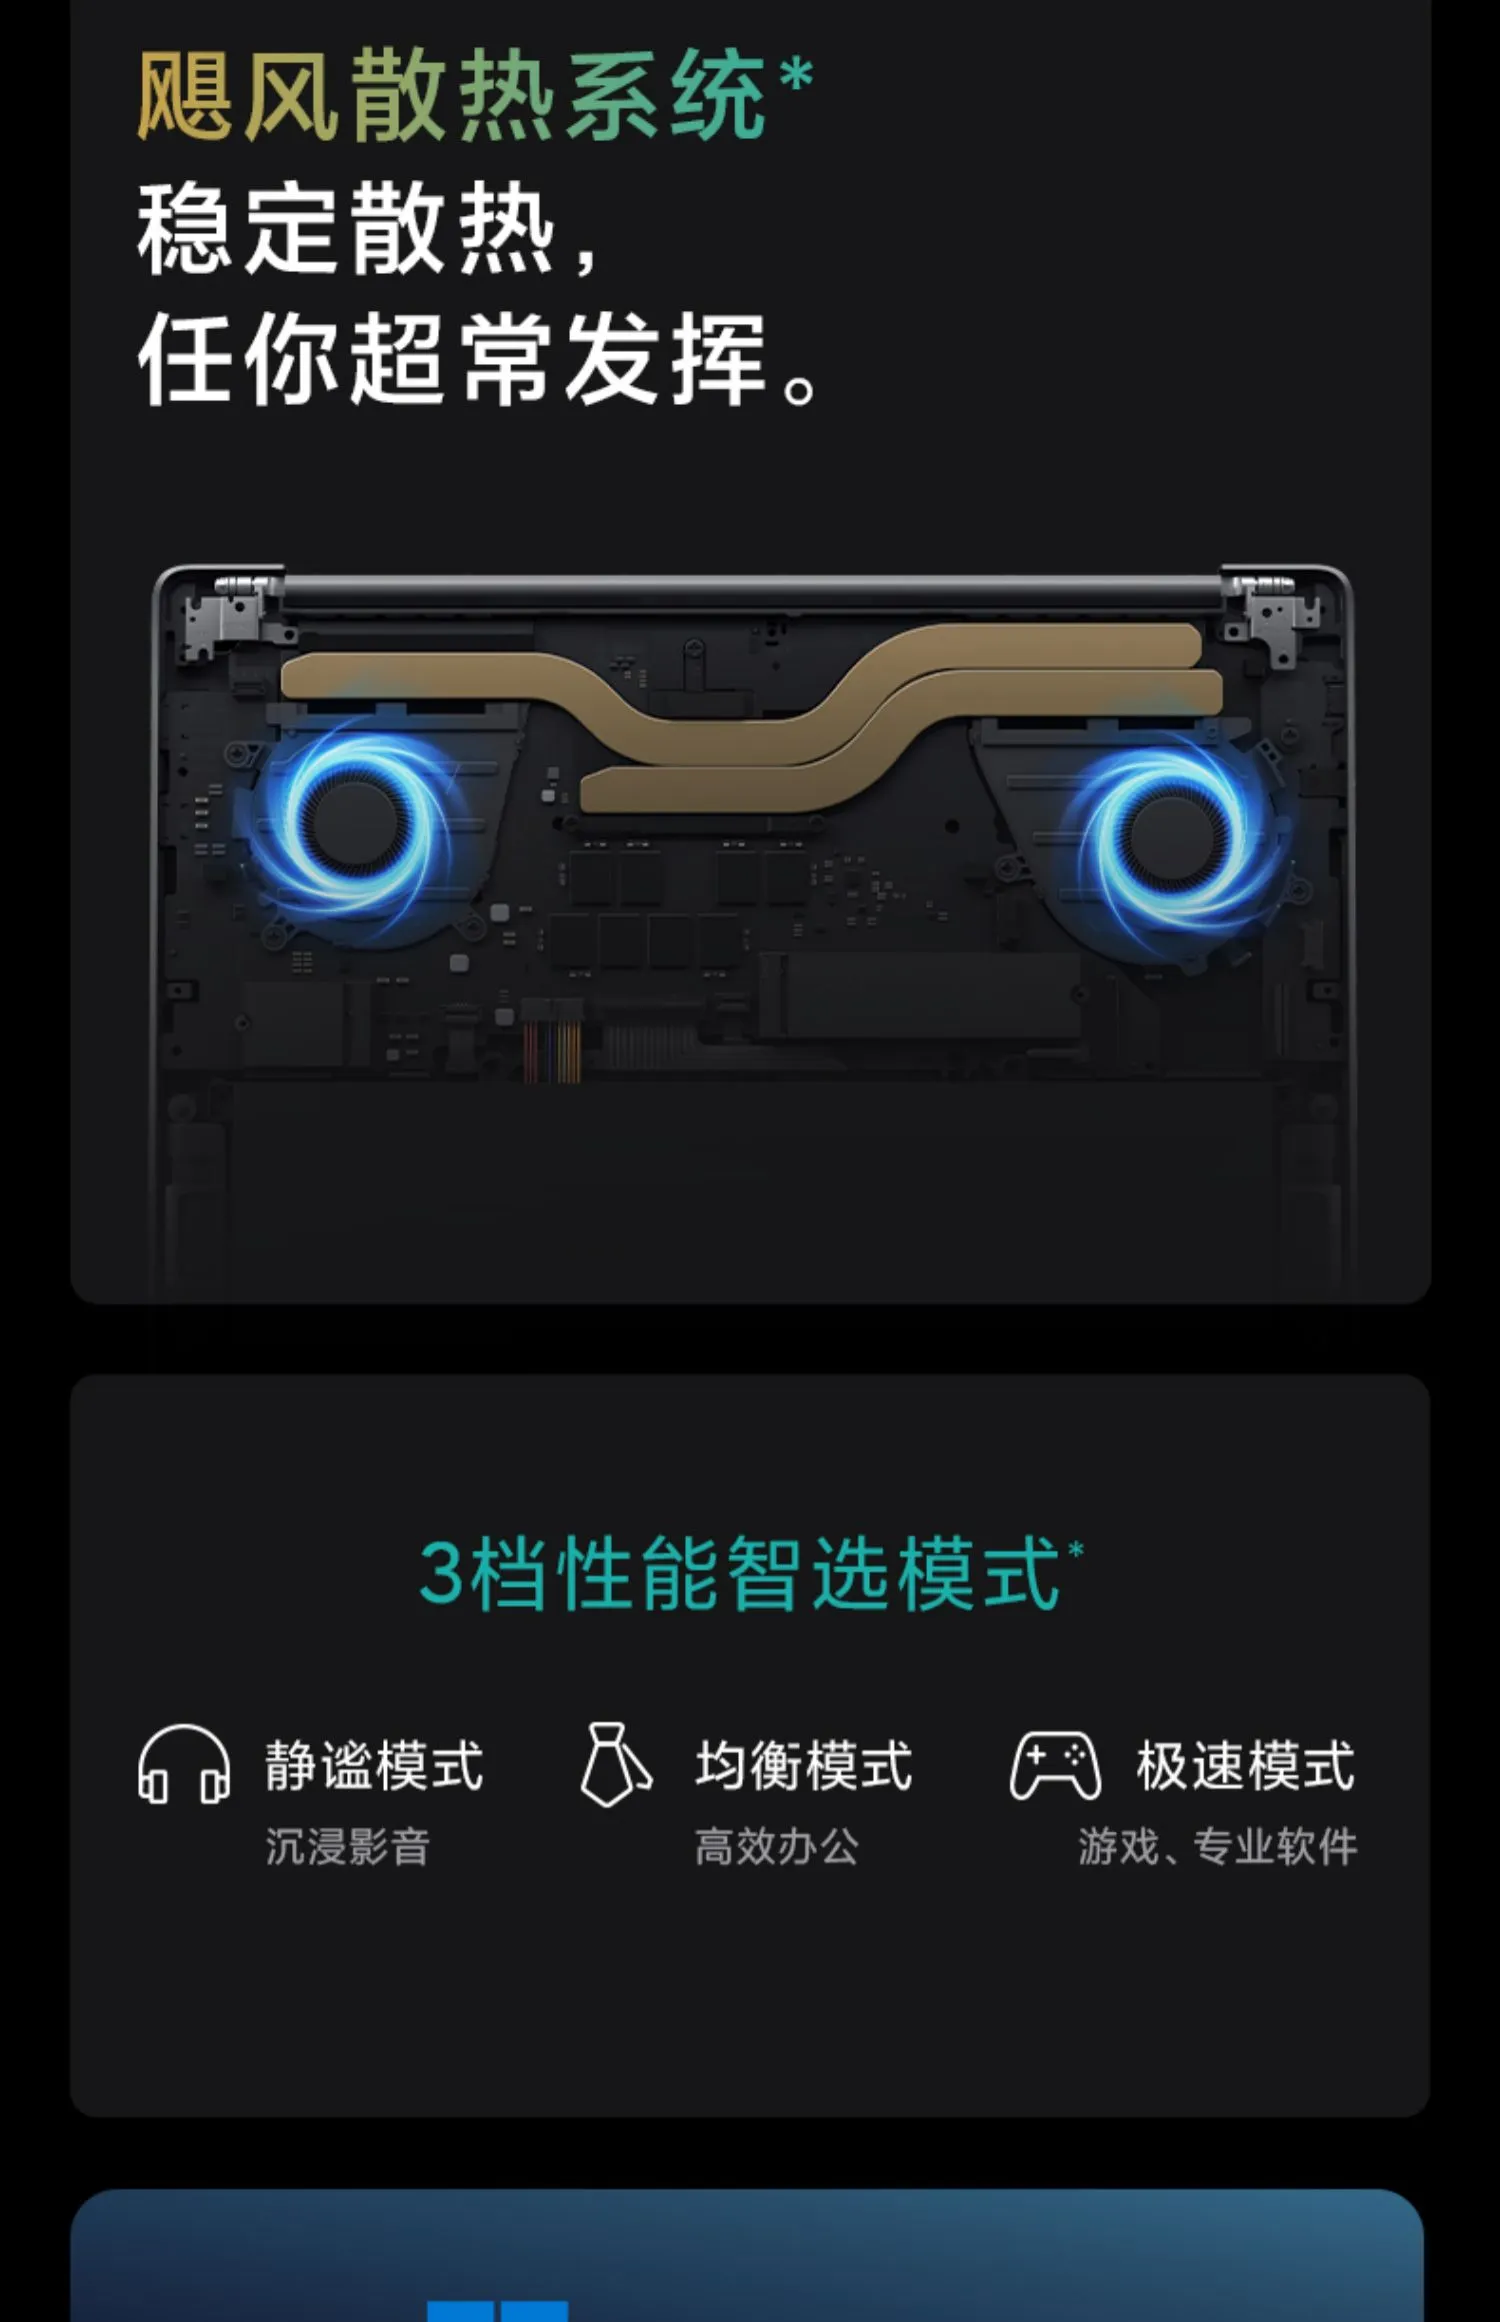 飓风散热系统*
稳定散热，
任你超常发挥。
3档性能智选模式*
静谧模式
沉浸影音
均衡模式
高效办公
极速模式
游戏、专业软件